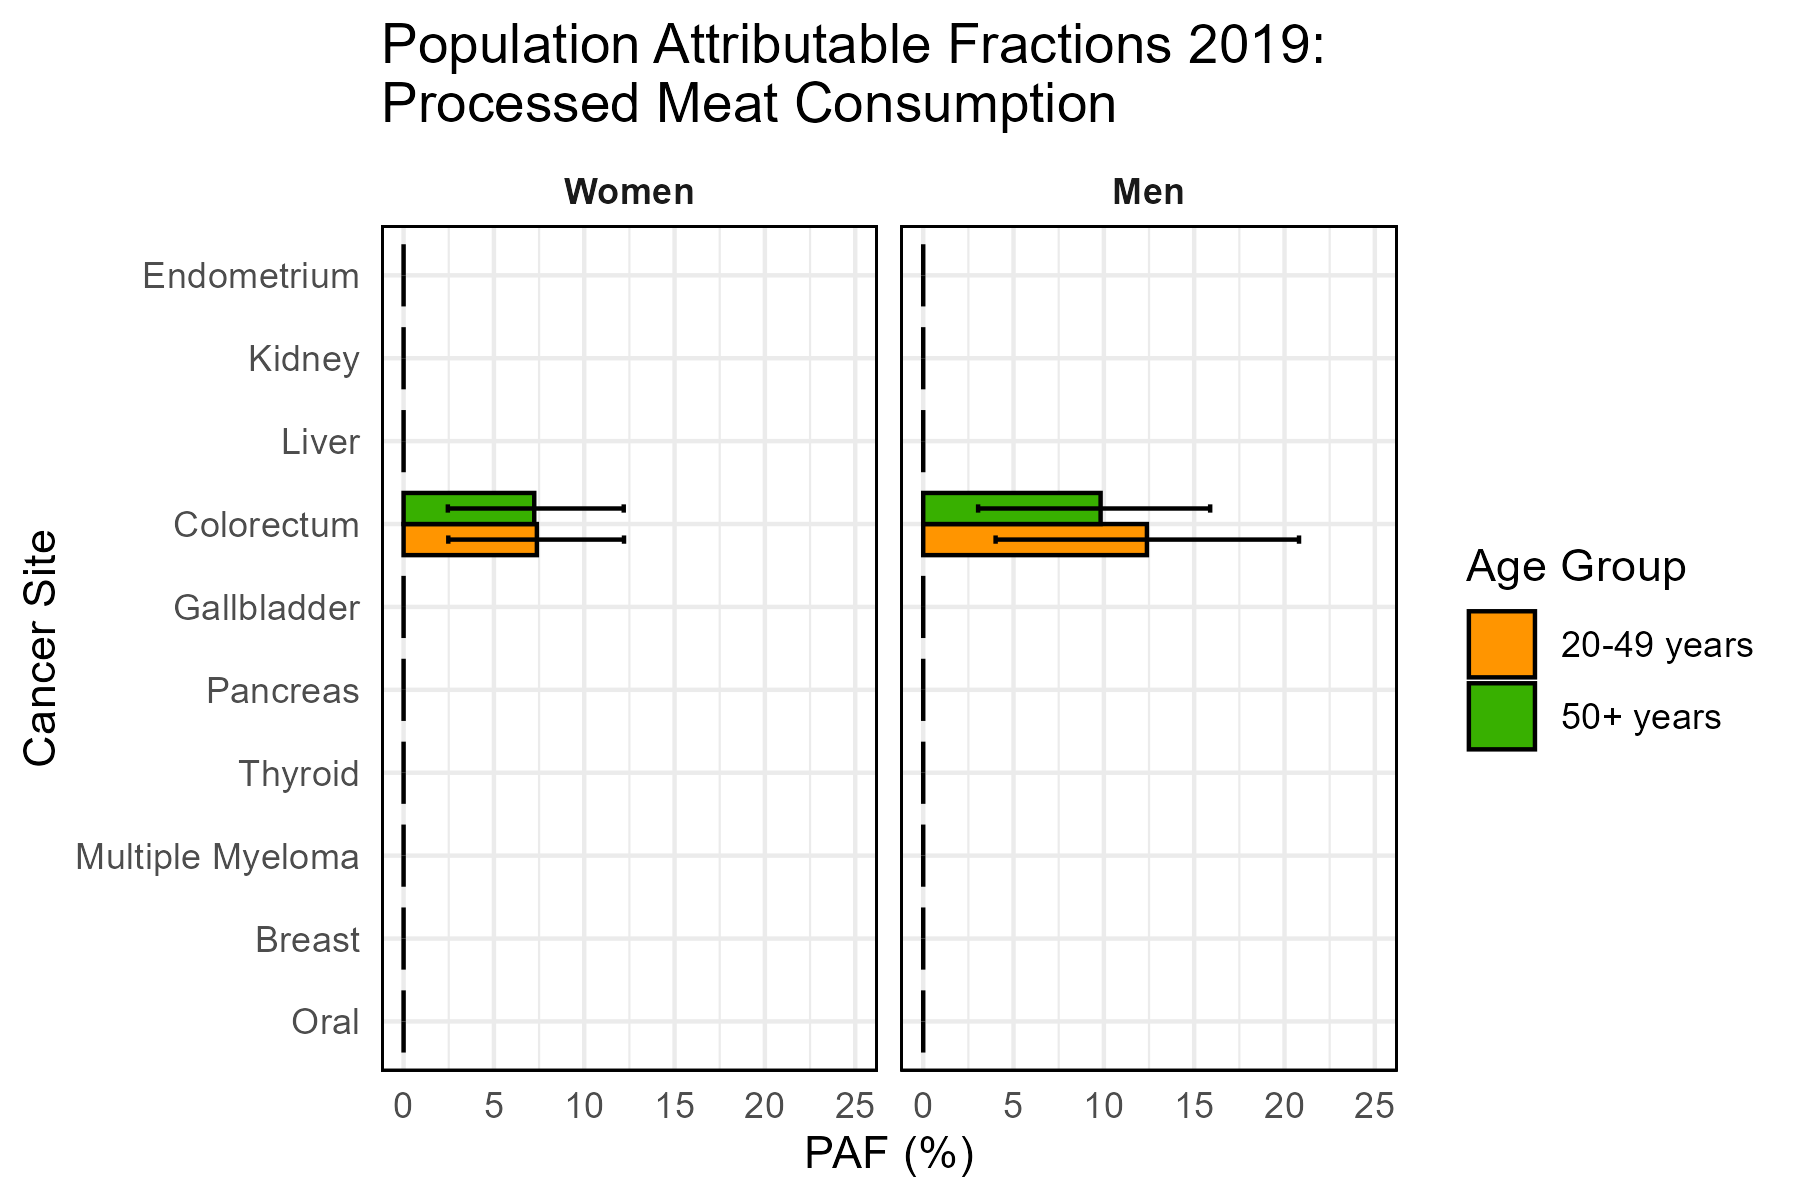 Population Attributable Fractions 2019:
Processed Meat Consumption
Women
Men
Cancer Site
Endometrium
Kidney
Liver
Colorectum
Gallbladder
Pancreas
Thyroid
Multiple Myeloma
Breast
Oral
0 5 10 15 20 25
0 5 10 15 20 25
PAF (%)
Age Group
20-49 years
50+ years